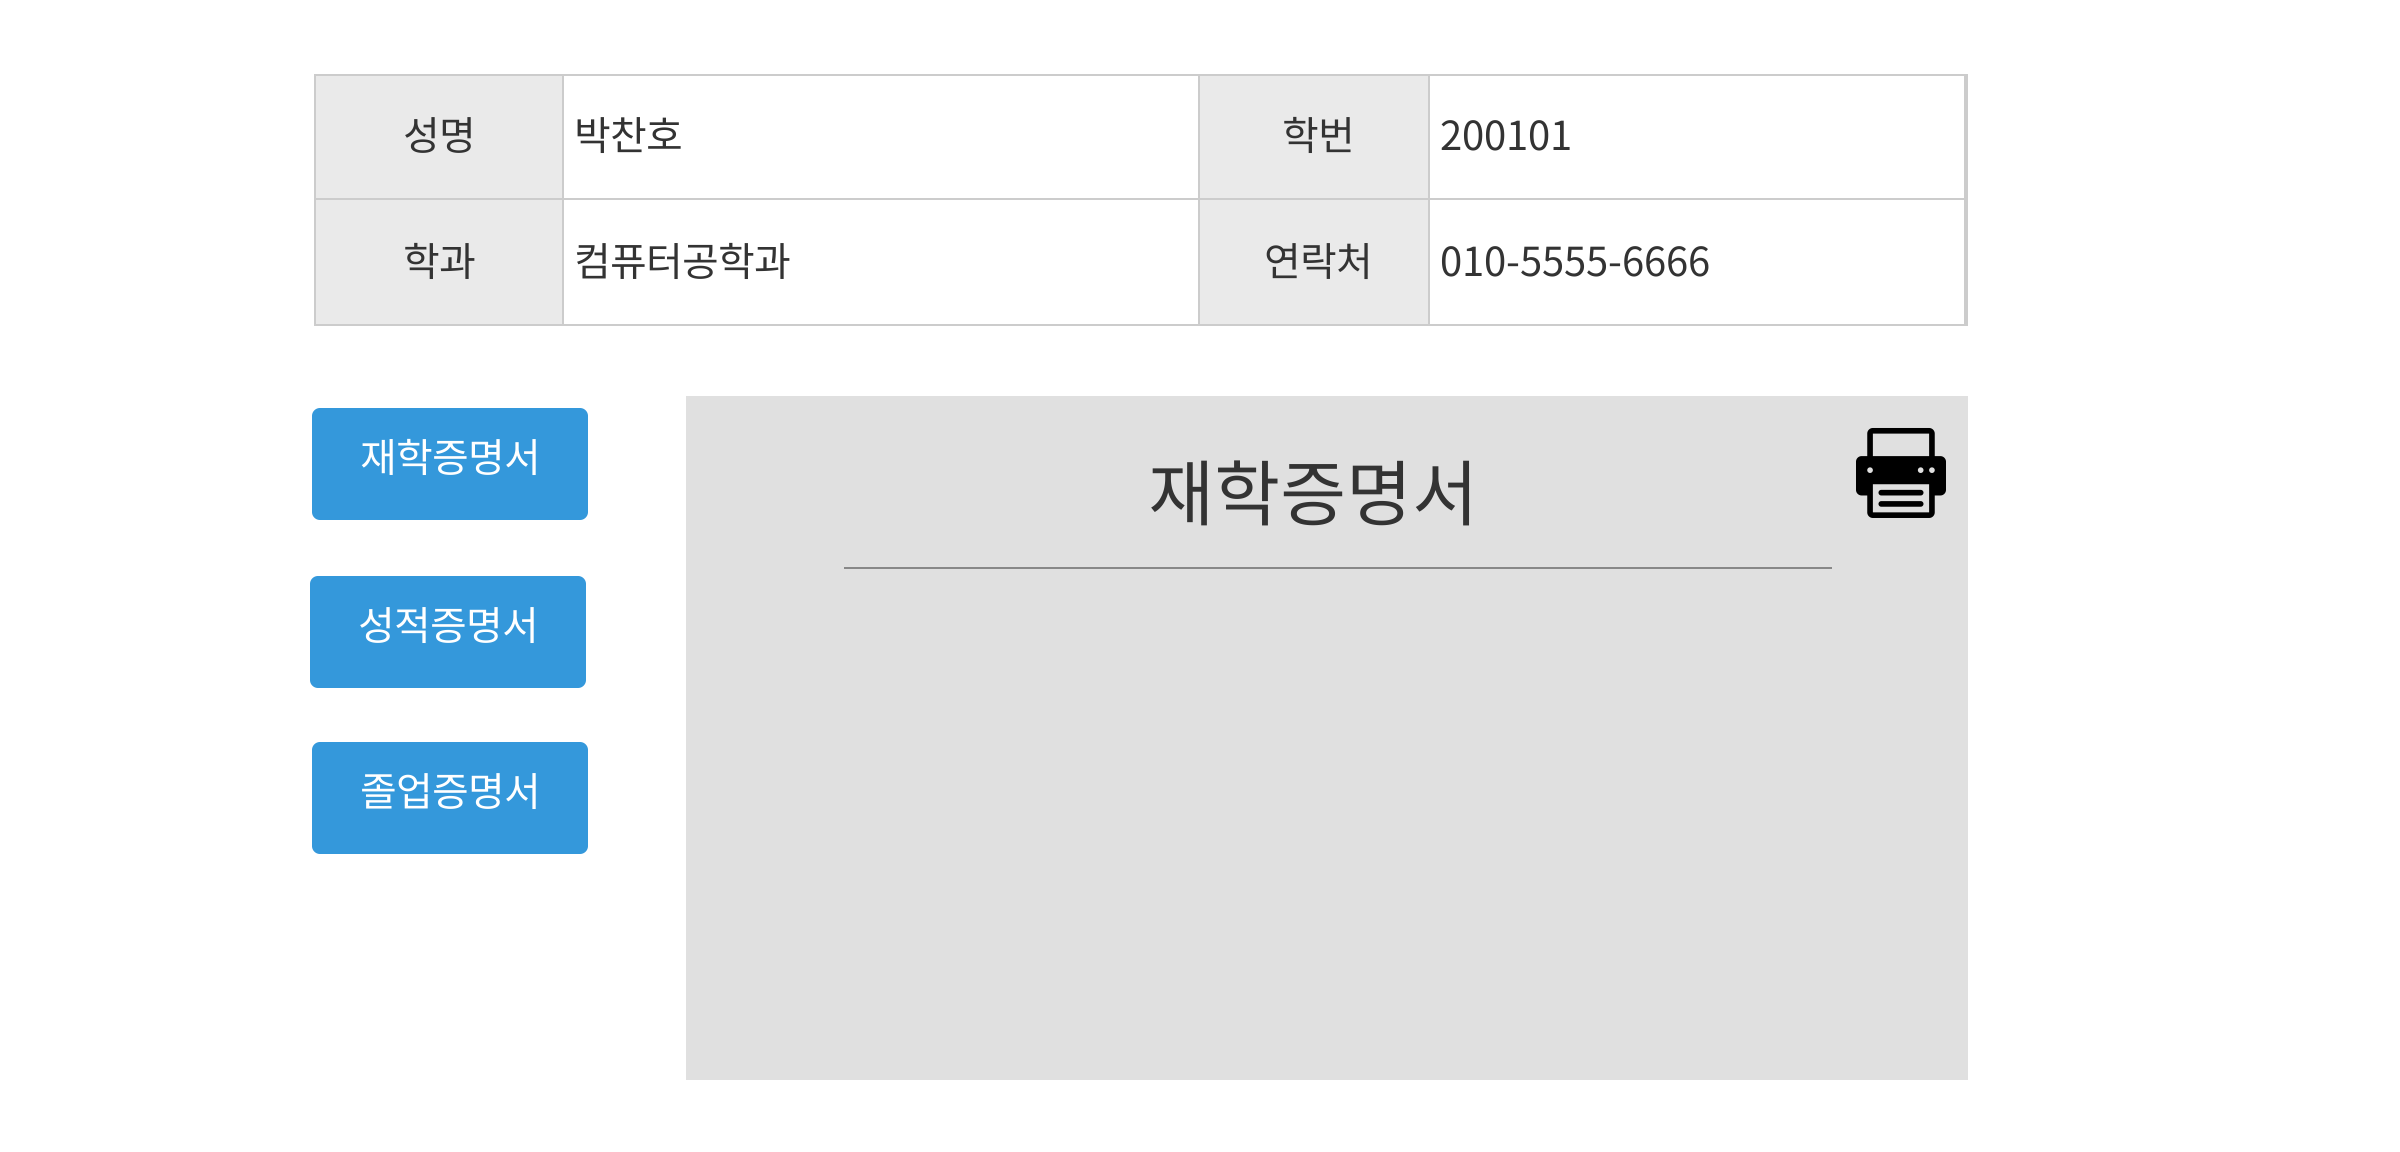 성명 박찬호 학번 200101
학과 컴퓨터공학과 연락처 010-5555-6666
재학증명서
성적증명서
졸업증명서
재학증명서